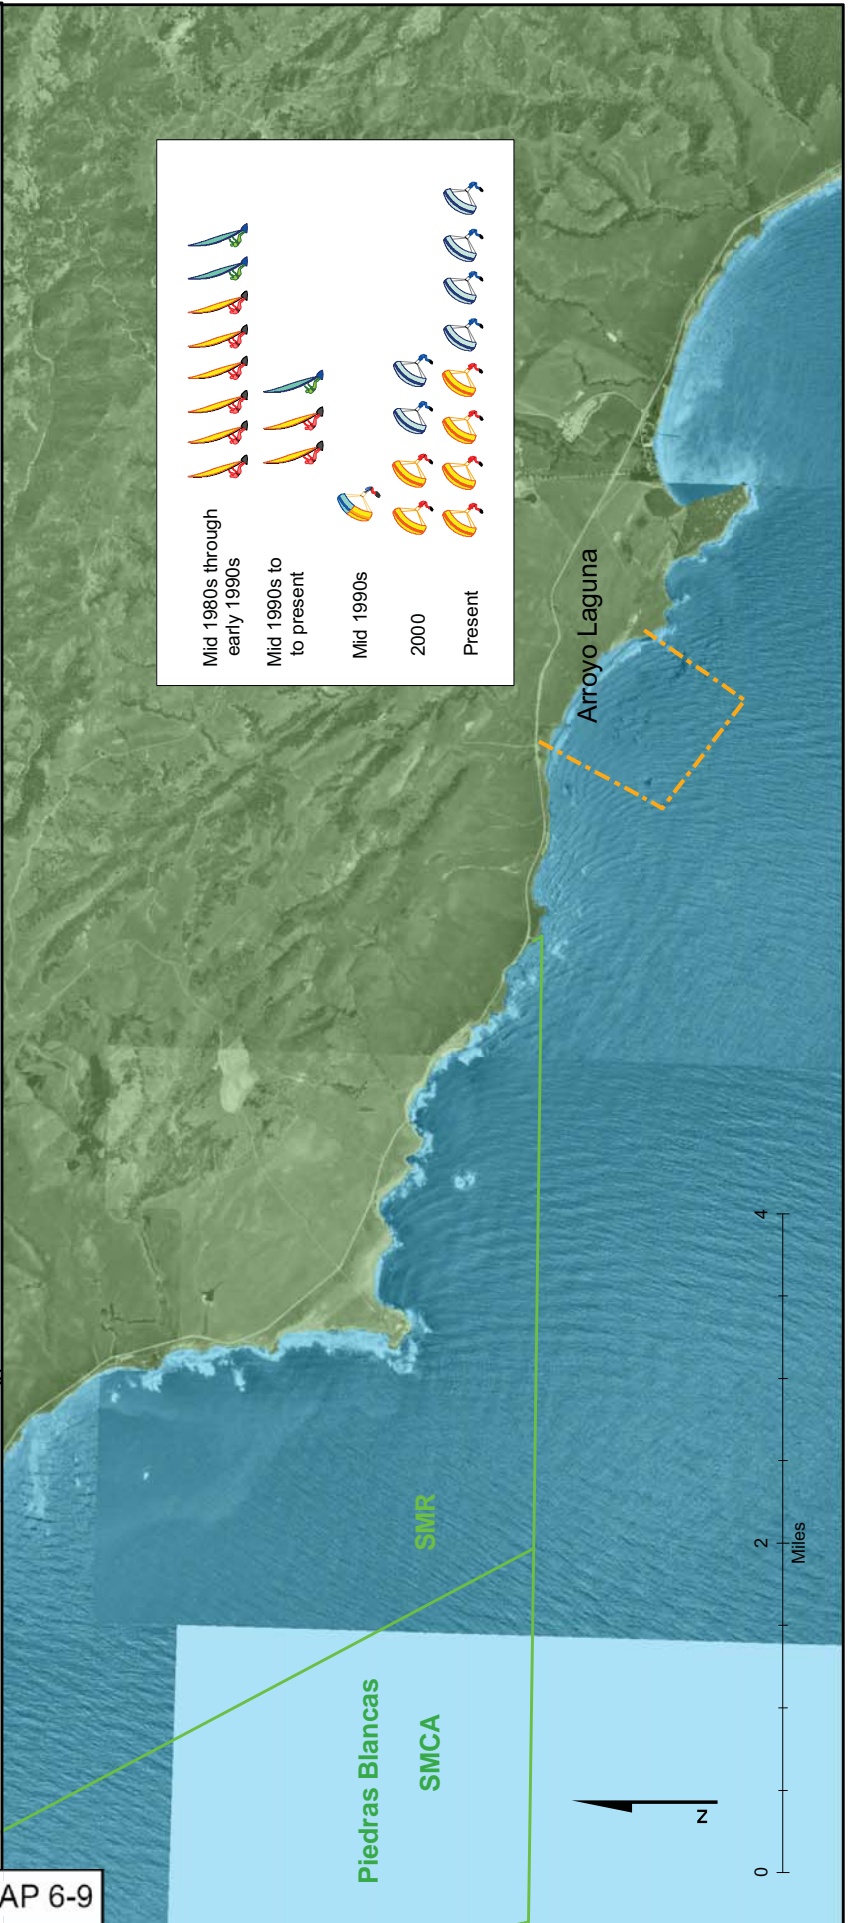 Mid 1980s through
early 1990s
Mid 1990s to
to present
Mid 1990s
2000
Present
Arroyo Laguna
SMR
Piedras Blancas
SMCA
N
0
2
4
Miles
AP 6-9